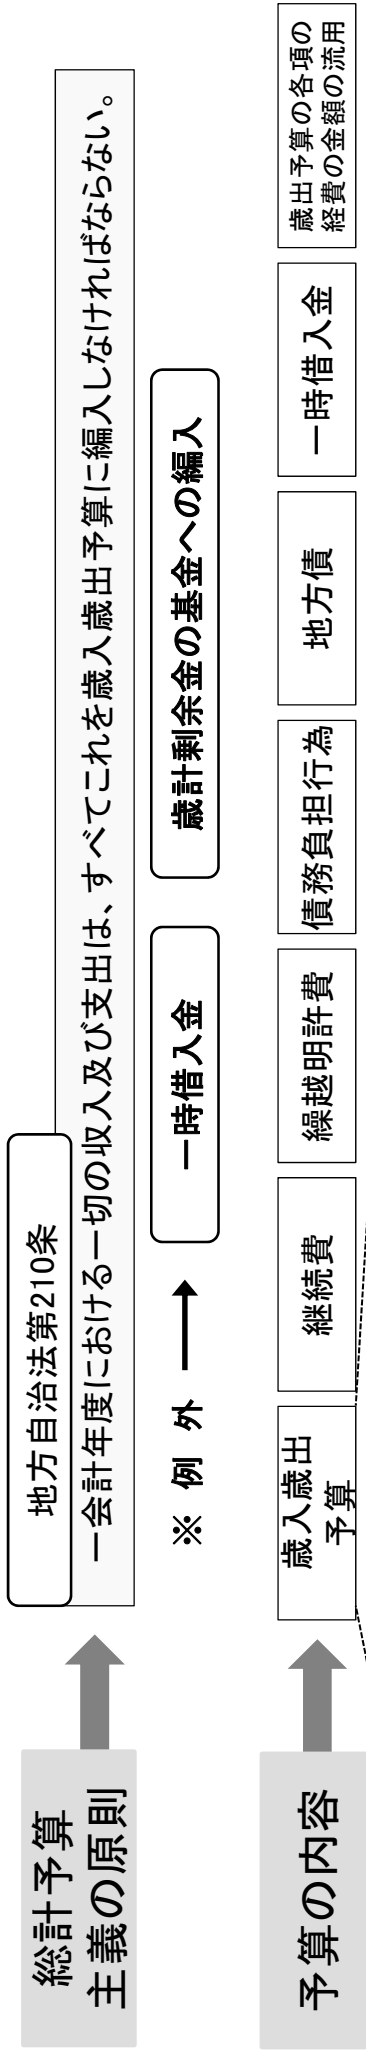 総計予算
主義の原則
地方自治法第210条
一会計年度における一切の収入及び支出は、すべてこれを歳入歳出予算に編入しなければならない。
※ 例 外
一時借入金
歳計剰余金の基金への編入
予算の内容
歳入歳出
予算
継続費
繰越明許費
債務負担行為
地方債
一時借入金
歳出予算の各項の
経費の金額の流用